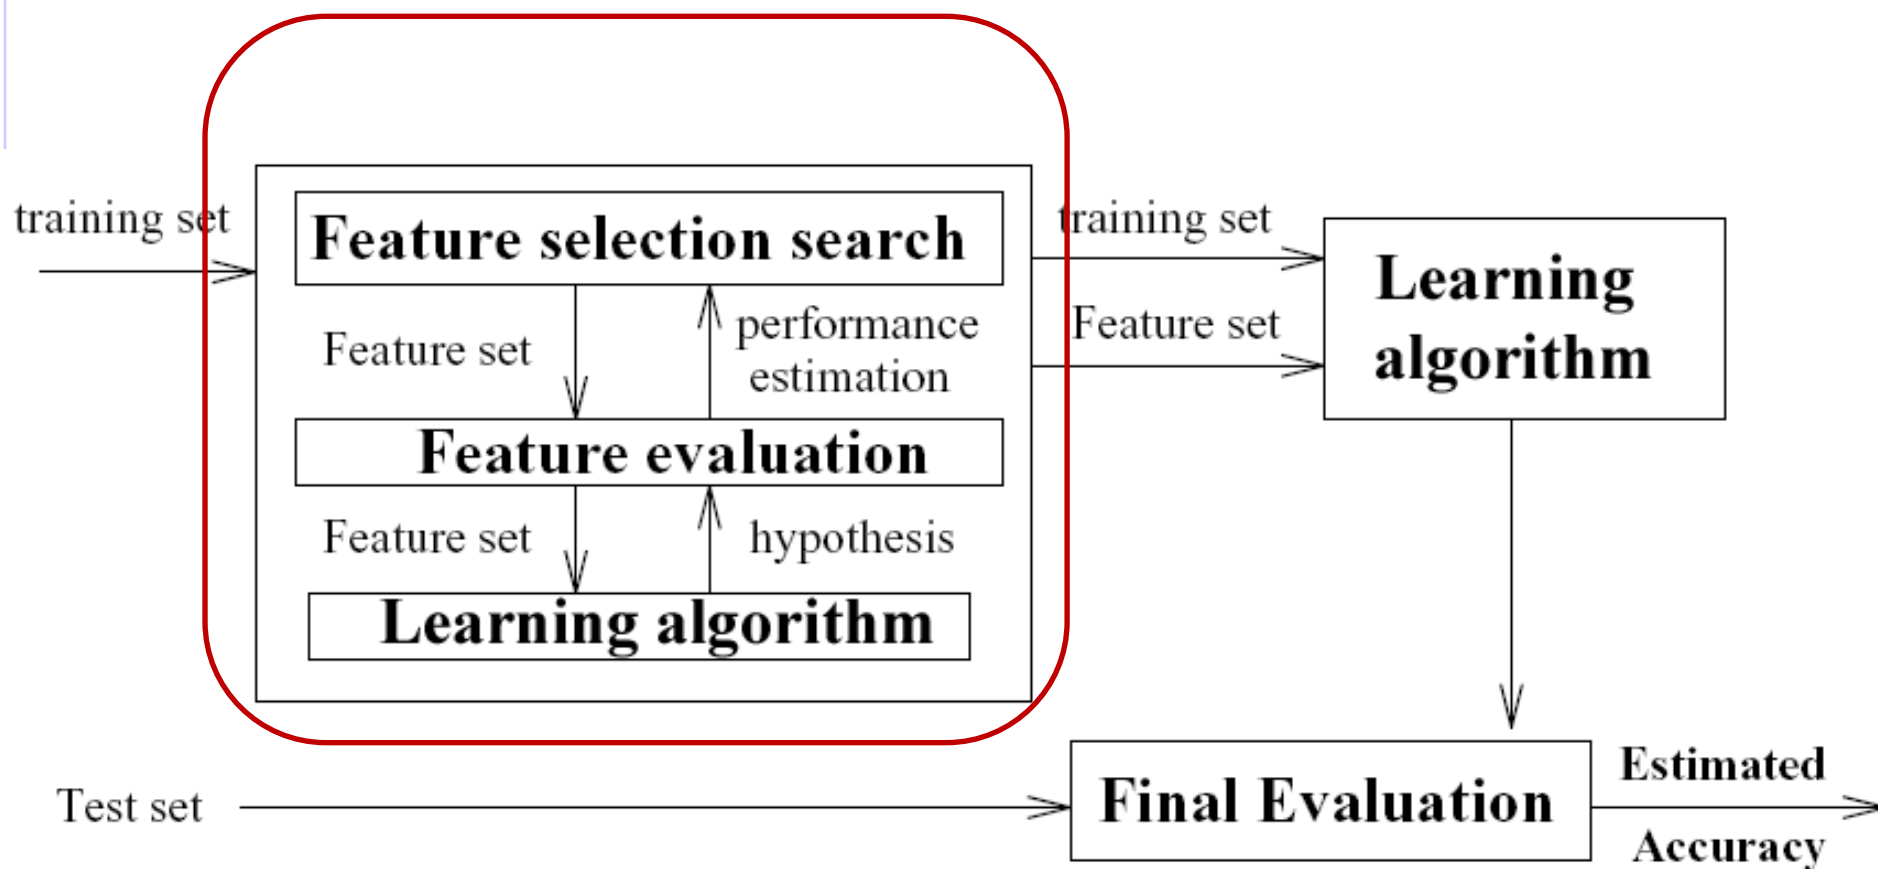 training set
Feature selection search
training set
Feature set
performance
estimation
Feature set
Learning
algorithm
Feature evaluation
Feature set
hypothesis
Learning algorithm
Test set
Final Evaluation
Estimated
Accuracy